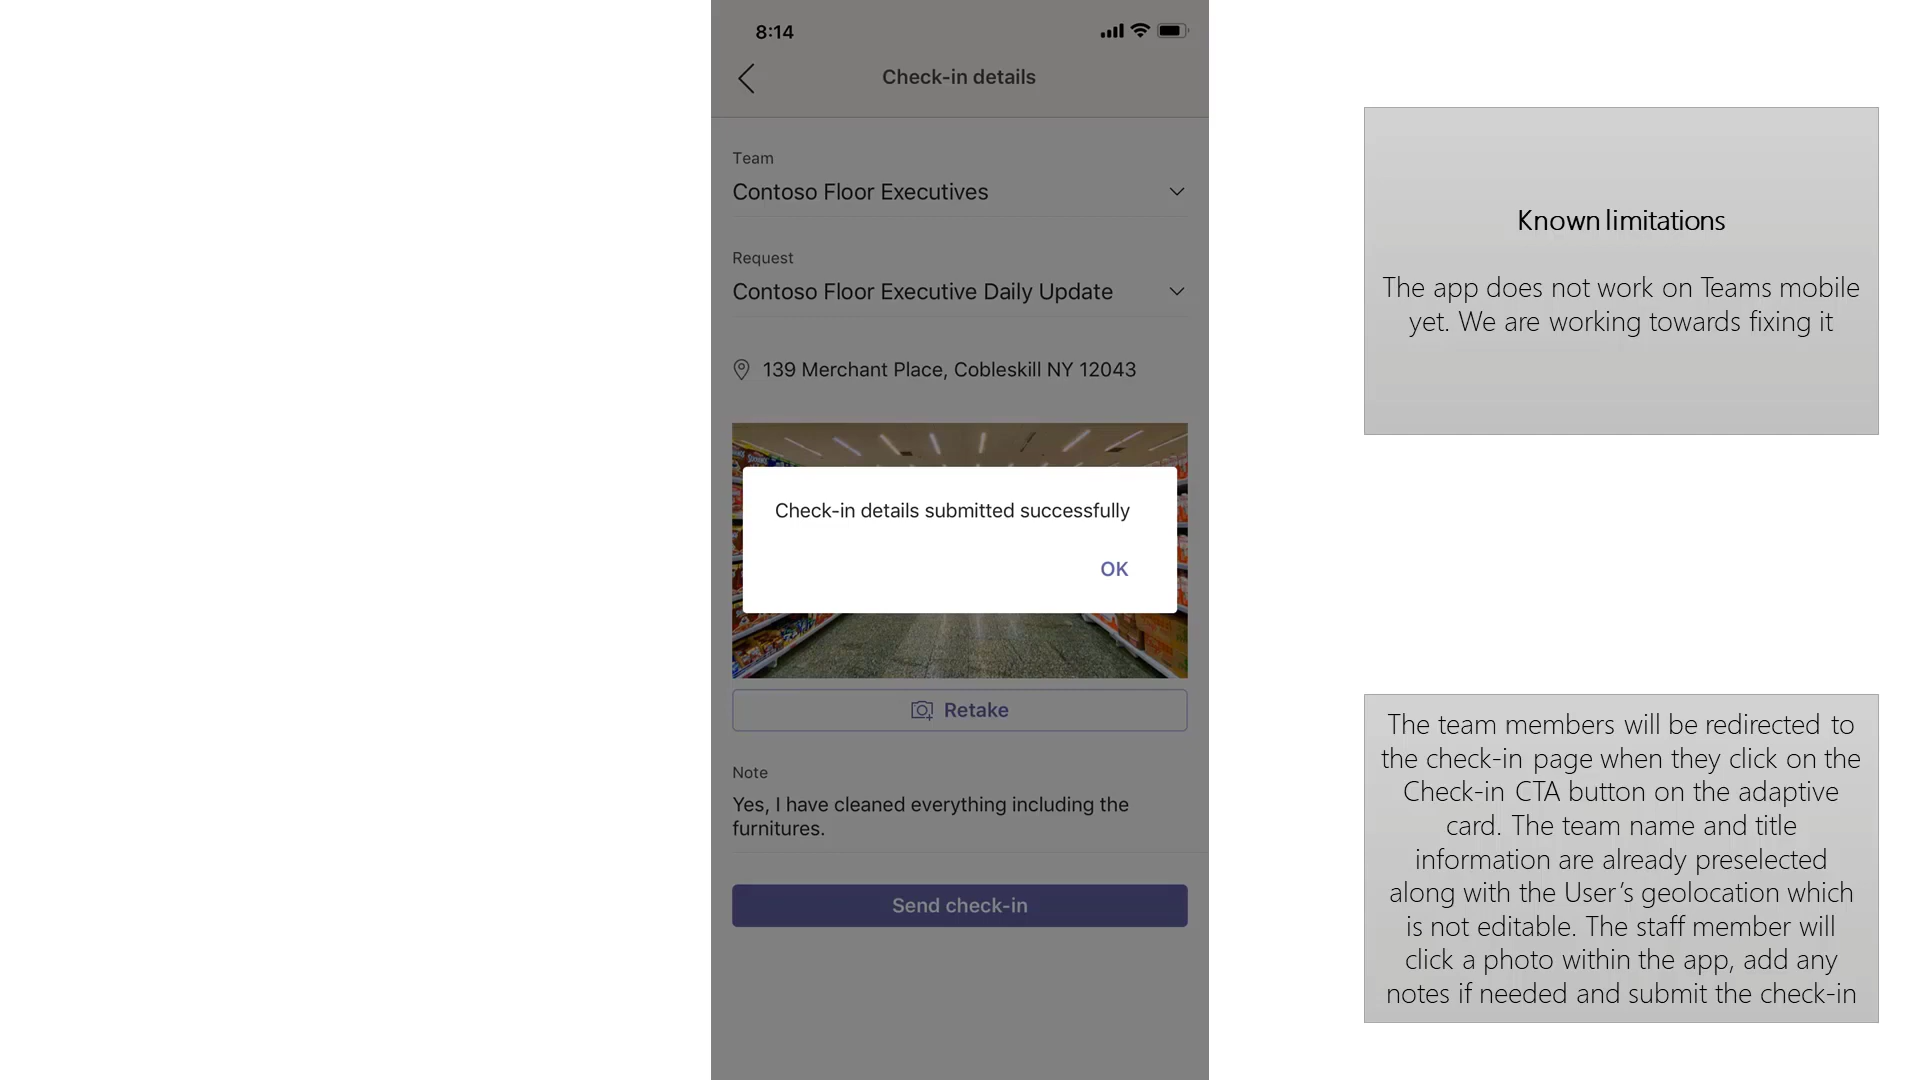 8:14
Check-in details
Team
Contoso Floor Executives
Request
Contoso Floor Executive Daily Update
139 Merchant Place, Cobleskill NY 12043
Check-in details submitted successfully
OK
Retake
Note
Yes, I have cleaned everything including the
furnitures.
Send check-in
Known limitations
The app does not work on Teams mobile
yet. We are working towards fixing it
The team members will be redirected to
the check-in page when they click on the
Check-in CTA button on the adaptive
card. The team name and title
information are already preselected
along with the User’s geolocation which
is not editable. The staff member will
click a photo within the app, add any
notes if needed and submit the check-in